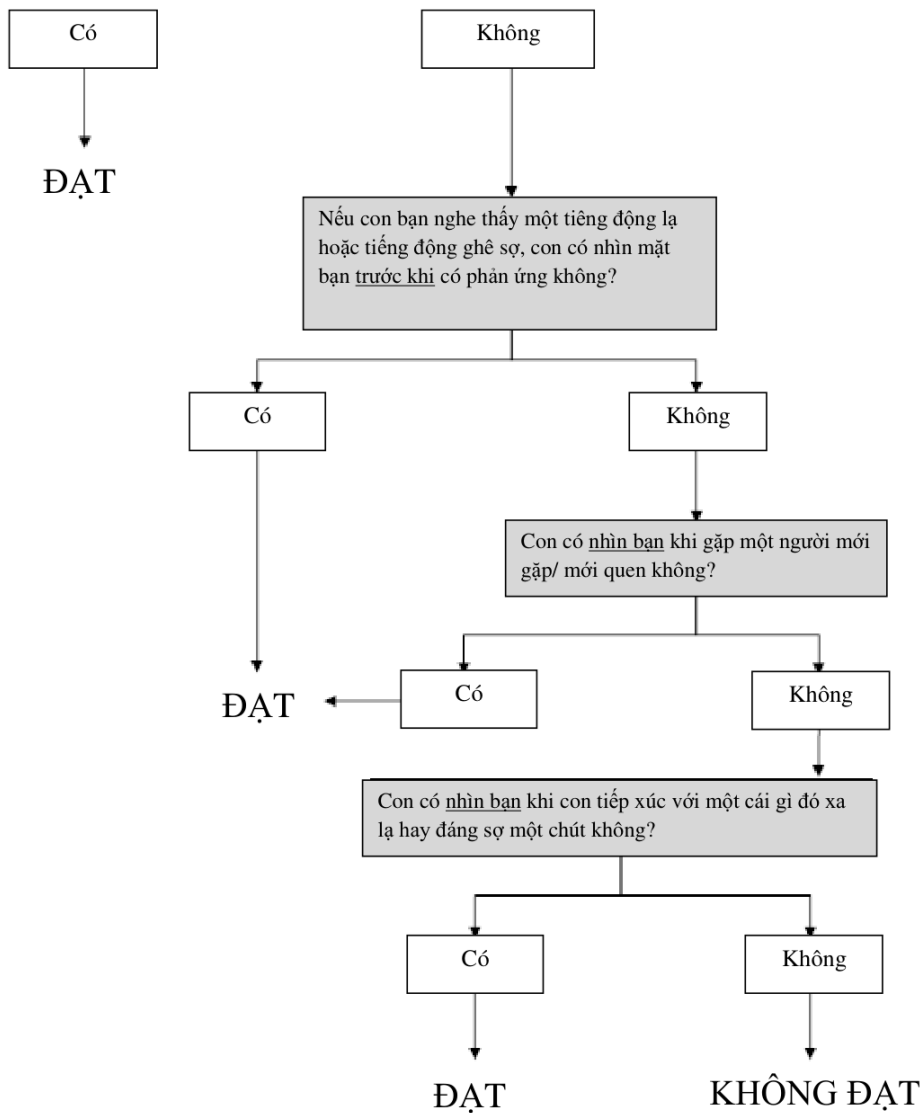 Có
Không
ĐẠT
Nếu con bạn nghe thấy một tiêng động lạ
hoặc tiếng động ghê sợ, con có nhìn mặt
bạn trước khi có phản ứng không?
Có
Không
Con có nhìn bạn khi gặp một người mới
gặp/ mới quen không?
Có
Không
ĐẠT
Con có nhìn bạn khi con tiếp xúc với một cái gì đó xa
lạ hay đáng sợ một chút không?
Có
Không
ĐẠT
KHÔNG ĐẠT